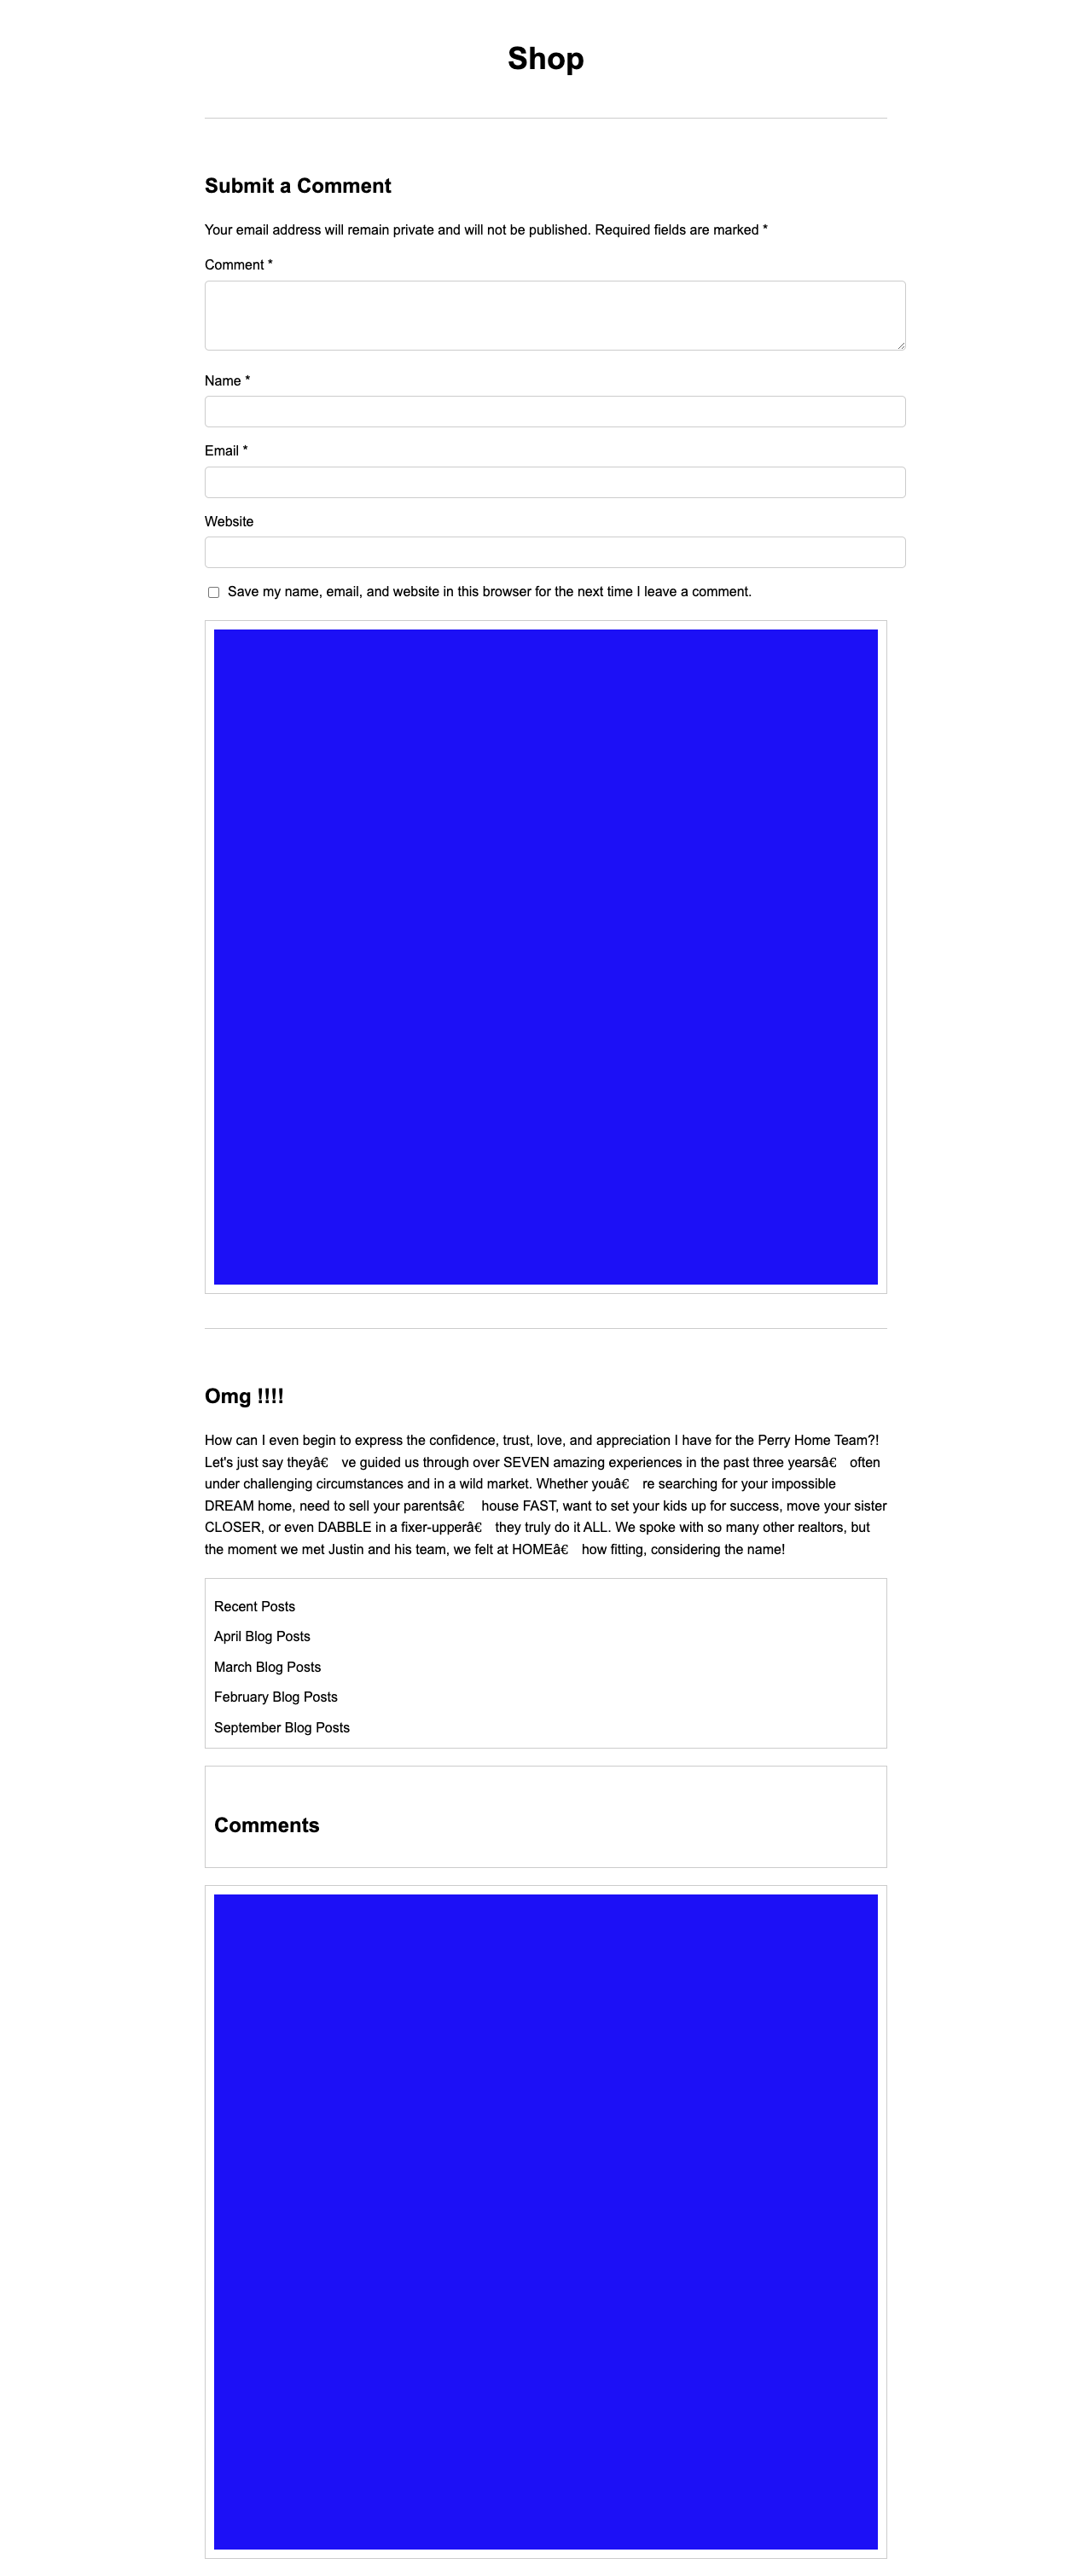 Shop
Submit a Comment
Your email address will remain private and will not be published. Required fields are marked *
Comment *
Name *
Email *
Website
Save my name, email, and website in this browser for the next time I leave a comment.
Omg !!!!
How can I even begin to express the confidence, trust, love, and appreciation I have for the Perry Home Team?!
Let's just say theyâ€ ve guided us through over SEVEN amazing experiences in the past three yearsâ€ often
under challenging circumstances and in a wild market. Whether youâ€ re searching for your impossible
DREAM home, need to sell your parentsâ€ house FAST, want to set your kids up for success, move your sister
CLOSER, or even DABBLE in a fixer-upperâ€ they truly do it ALL. We spoke with so many other realtors, but
the moment we met Justin and his team, we felt at HOMEâ€ how fitting, considering the name!
Recent Posts
April Blog Posts
March Blog Posts
February Blog Posts
September Blog Posts
Comments